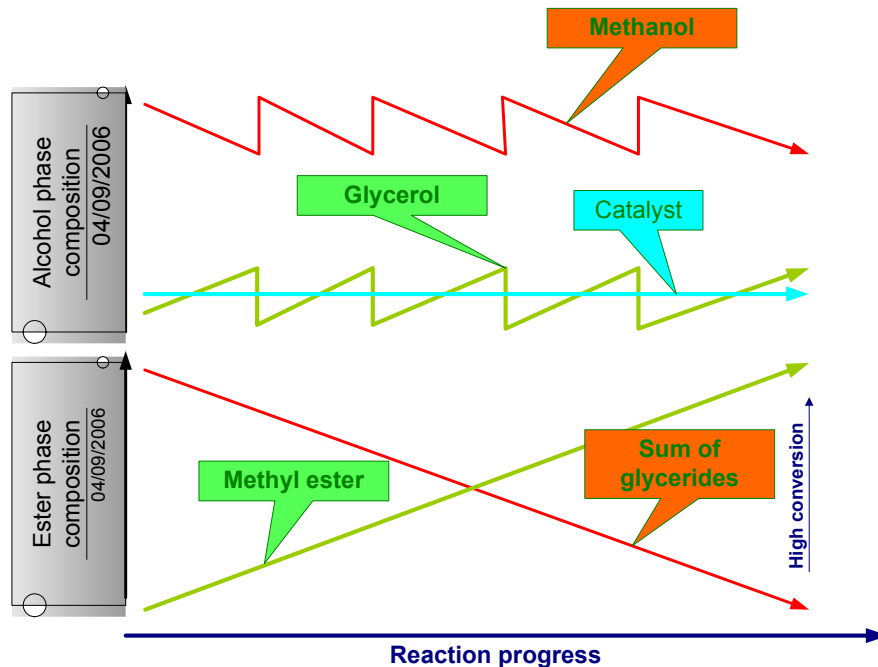 Methanol
Alcohol phase
composition
04/09/2006
Glycerol
Catalyst
Ester phase
composition
04/09/2006
Methyl ester
Sum of
glycerides
High conversion
Reaction progress